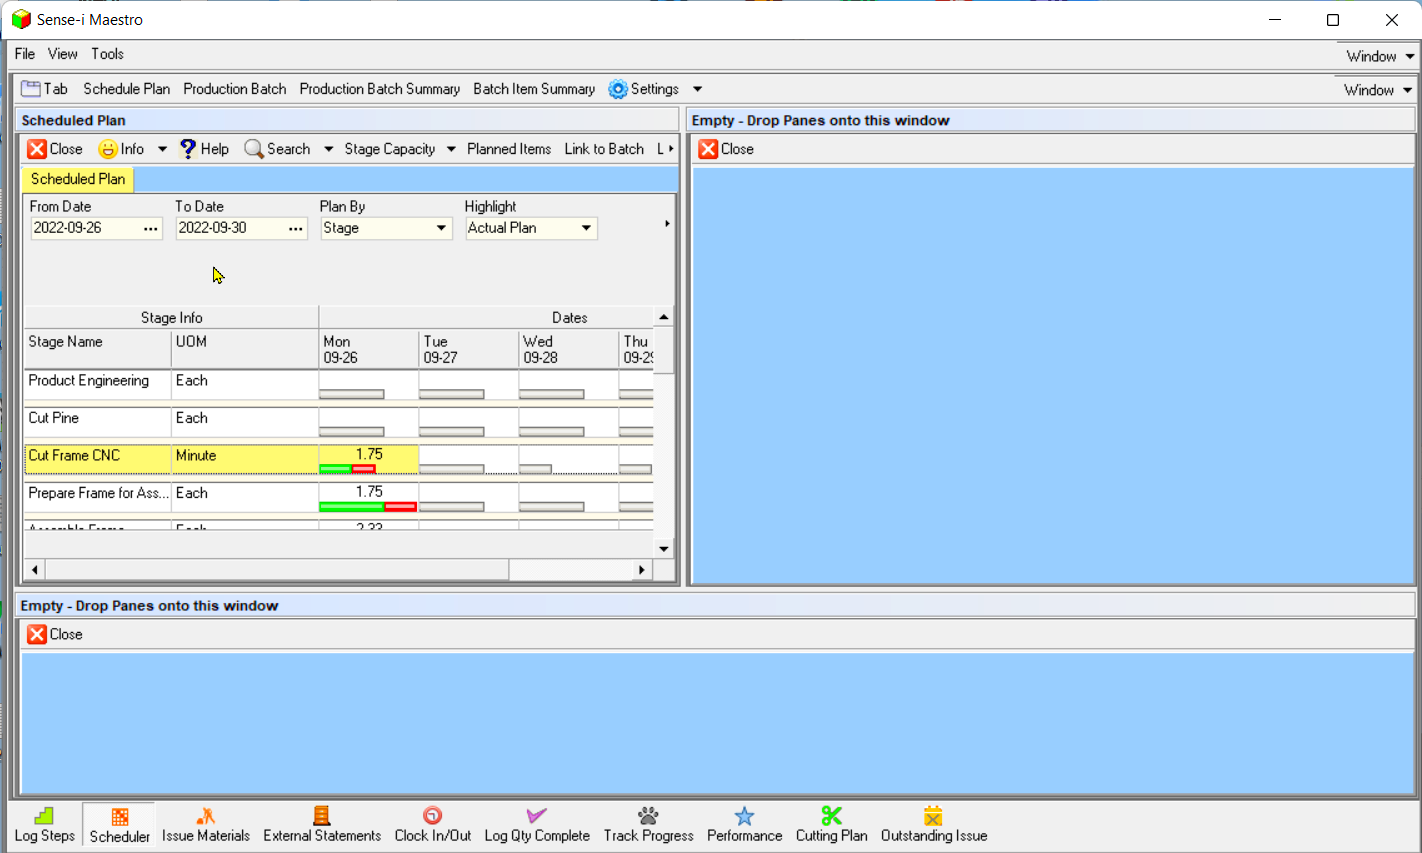 Sense-i Maestro
File View Tools Window
Tab Schedule Plan Production Batch Production Batch Summary Batch Item Summary Settings Window
Scheduled Plan
Close Info ? Help Search Stage Capacity Planned Items Link to Batch L
Scheduled Plan
From Date To Date Plan By Highlight
2022-09-26 ... 2022-09-30 ... Stage Actual Plan
Stage Info Dates
Stage Name UOM Mon 09-26 Tue 09-27 Wed 09-28 Thu 09-29
Product Engineering Each
Cut Pine Each
Cut Frame CNC Minute 1.75
Prepare Frame for Ass... Each 1.75
Assemble Frame Each 2.33
Empty - Drop Panes onto this window
Close
Empty - Drop Panes onto this window
Close
Log Steps Scheduler Issue Materials External Statements Clock In/Out Log Qty Complete Track Progress Performance Cutting Plan Outstanding Issue